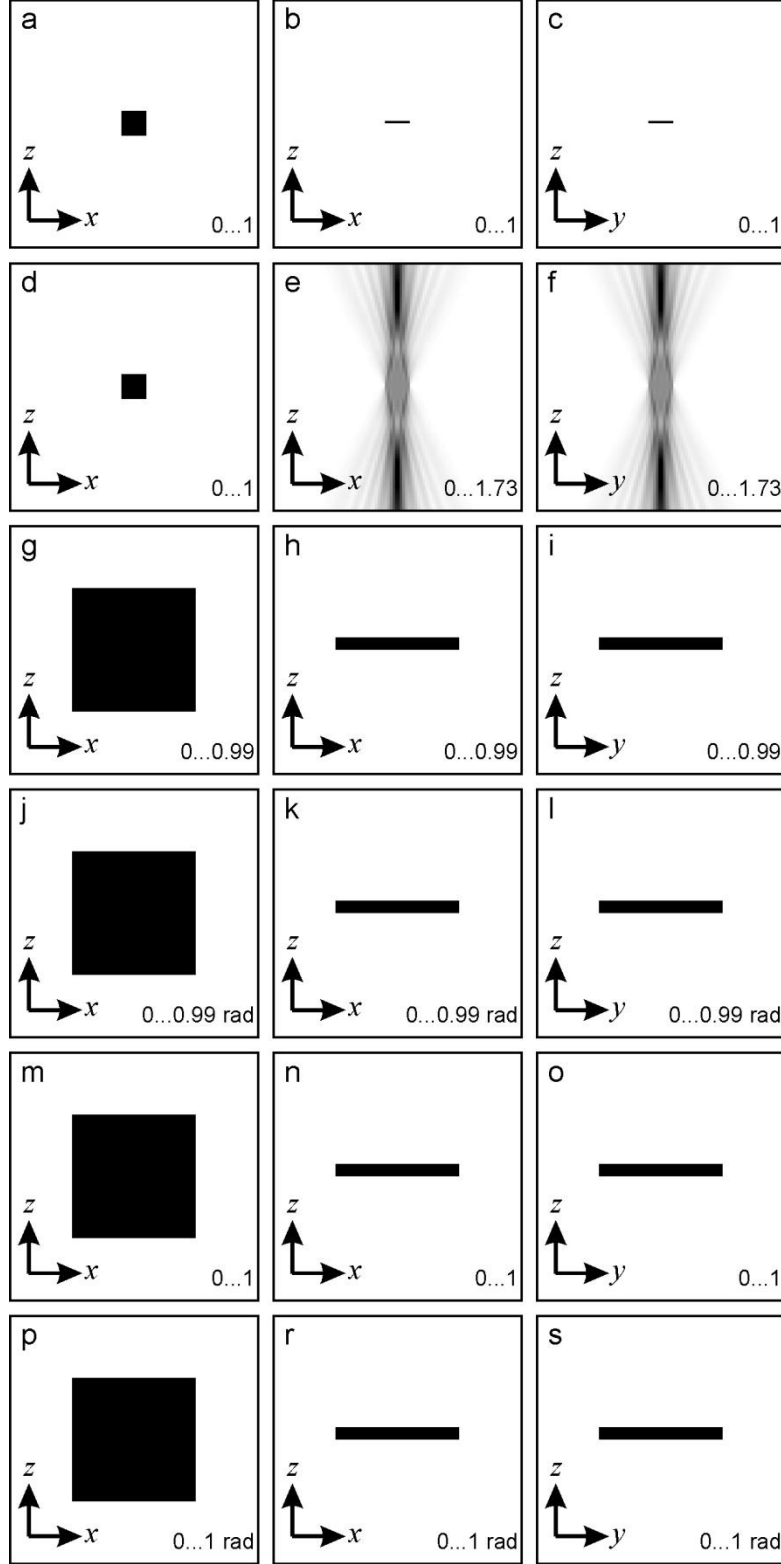 a
z
x
0...1
b
z
x
0...1
c
z
y
0...1
d
z
x
0...1
e
z
x
0...1.73
f
z
y
0...1.73
g
z
x
0...0.99
h
z
x
0...0.99
i
z
y
0...0.99
j
z
x
0...0.99 rad
k
z
x
0...0.99 rad
l
z
y
0...0.99 rad
m
z
x
0...1
n
z
x
0...1
o
z
y
0...1
p
z
x
0...1 rad
r
z
x
0...1 rad
s
z
y
0...1 rad